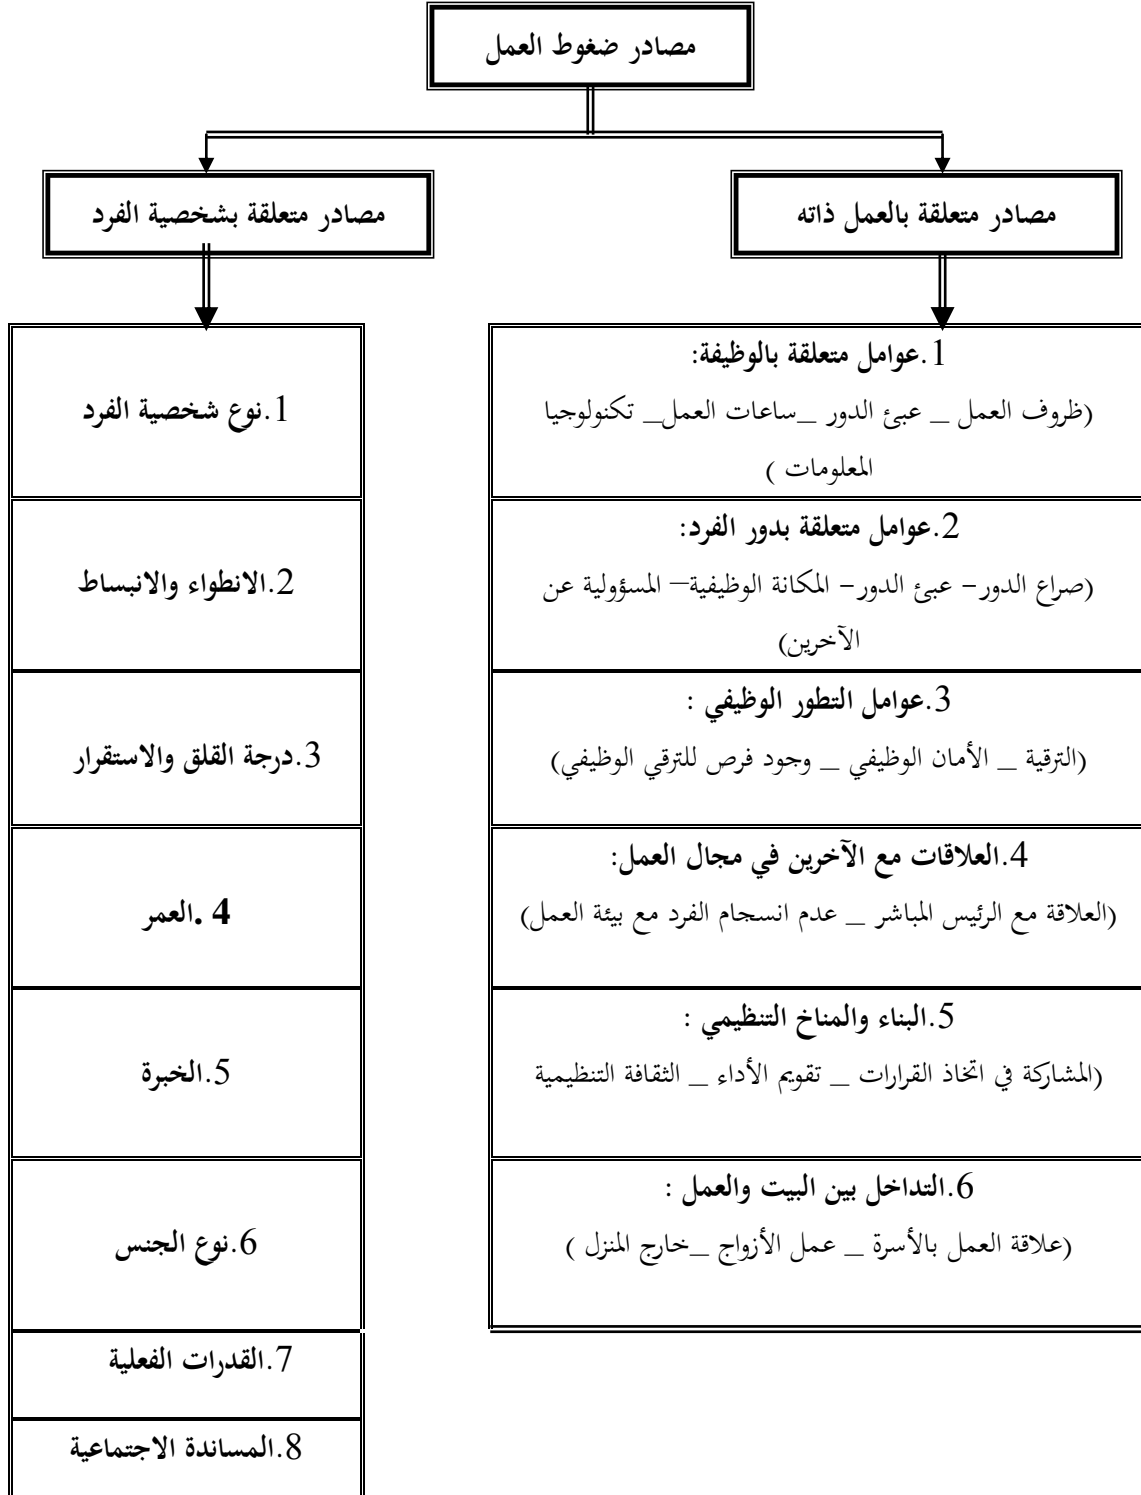 مصادر ضغوط العمل
مصادر متعلقة بالعمل ذاته
مصادر متعلقة بشخصية الفرد
1.عوامل متعلقة بالوظيفة:
(ظروف العمل _ عبئ الدور _ساعات العمل_ تكنولوجيا
المعلومات )
2.عوامل متعلقة بدور الفرد:
(صراع الدور- عبئ الدور- المكانة الوظيفية– المسؤولية عن
الآخرين)
3.عوامل التطور الوظيفي :
(الترقية _ الأمان الوظيفي _ وجود فرص للترقي الوظيفي)
4.العلاقات مع الآخرين في مجال العمل:
(العلاقة مع الرئيس المباشر _ عدم انسجام الفرد مع بيئة العمل)
5.البناء والمناخ التنظيمي :
(المشاركة في اتخاذ القرارات _ تقويم الأداء _ الثقافة التنظيمية
6.التداخل بين البيت والعمل :
(علاقة العمل بالأسرة _ عمل الأزواج _خارج المنزل )
1.نوع شخصية الفرد
2.الانطواء والانبساط
3.درجة القلق والاستقرار
4 .العمر
5.الخبرة
6.نوع الجنس
7.القدرات الفعلية
8.المساندة الاجتماعية